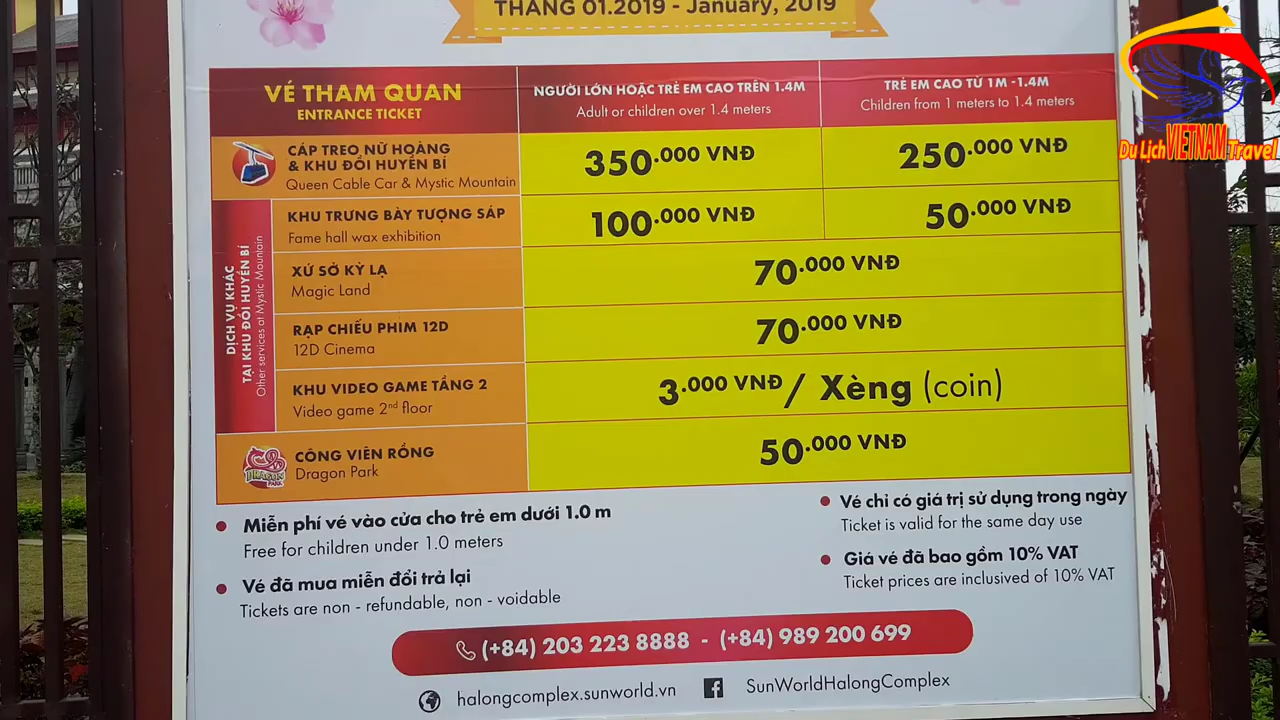 THÁNG 01.2019 - January, 2019
Du Lịch VIETNAM Travel
VÉ THAM QUAN
ENTRANCE TICKET
NGƯỜI LỚN HOẶC TRẺ EM CAO TRÊN 1.4M
Adult or children over 1.4 meters
TRẺ EM CAO TỪ 1M -1.4M
Children from 1 meters to 1.4 meters
CÁP TREO NỮ HOÀNG
& KHU ĐỒI HUYỀN BÍ
Queen Cable Car & Mystic Mountain
350.000 VNĐ
250.000 VNĐ
DỊCH VỤ KHÁC
TẠI KHU ĐỒI HUYỀN BÍ
Other services at Mystic Mountain
KHU TRƯNG BÀY TƯỢNG SÁP
Fame hall wax exhibition
100.000 VNĐ
50.000 VNĐ
XỨ SỞ KỲ LẠ
Magic Land
70.000 VNĐ
RẠP CHIẾU PHIM 12D
12D Cinema
70.000 VNĐ
KHU VIDEO GAME TẦNG 2
Video game 2nd floor
3.000 VNĐ / Xèng (coin)
DRAGON
PARK
CÔNG VIÊN RỒNG
Dragon Park
50.000 VNĐ
• Miễn phí vé vào cửa cho trẻ em dưới 1.0 m
Free for children under 1.0 meters
• Vé đã mua miễn đổi trả lại
Tickets are non - refundable, non - voidable
• Vé chỉ có giá trị sử dụng trong ngày
Ticket is valid for the same day use
• Giá vé đã bao gồm 10% VAT
Ticket prices are inclusived of 10% VAT
(+84) 203 223 8888 - (+84) 989 200 699
halongcomplex.sunworld.vn
SunWorldHalongComplex